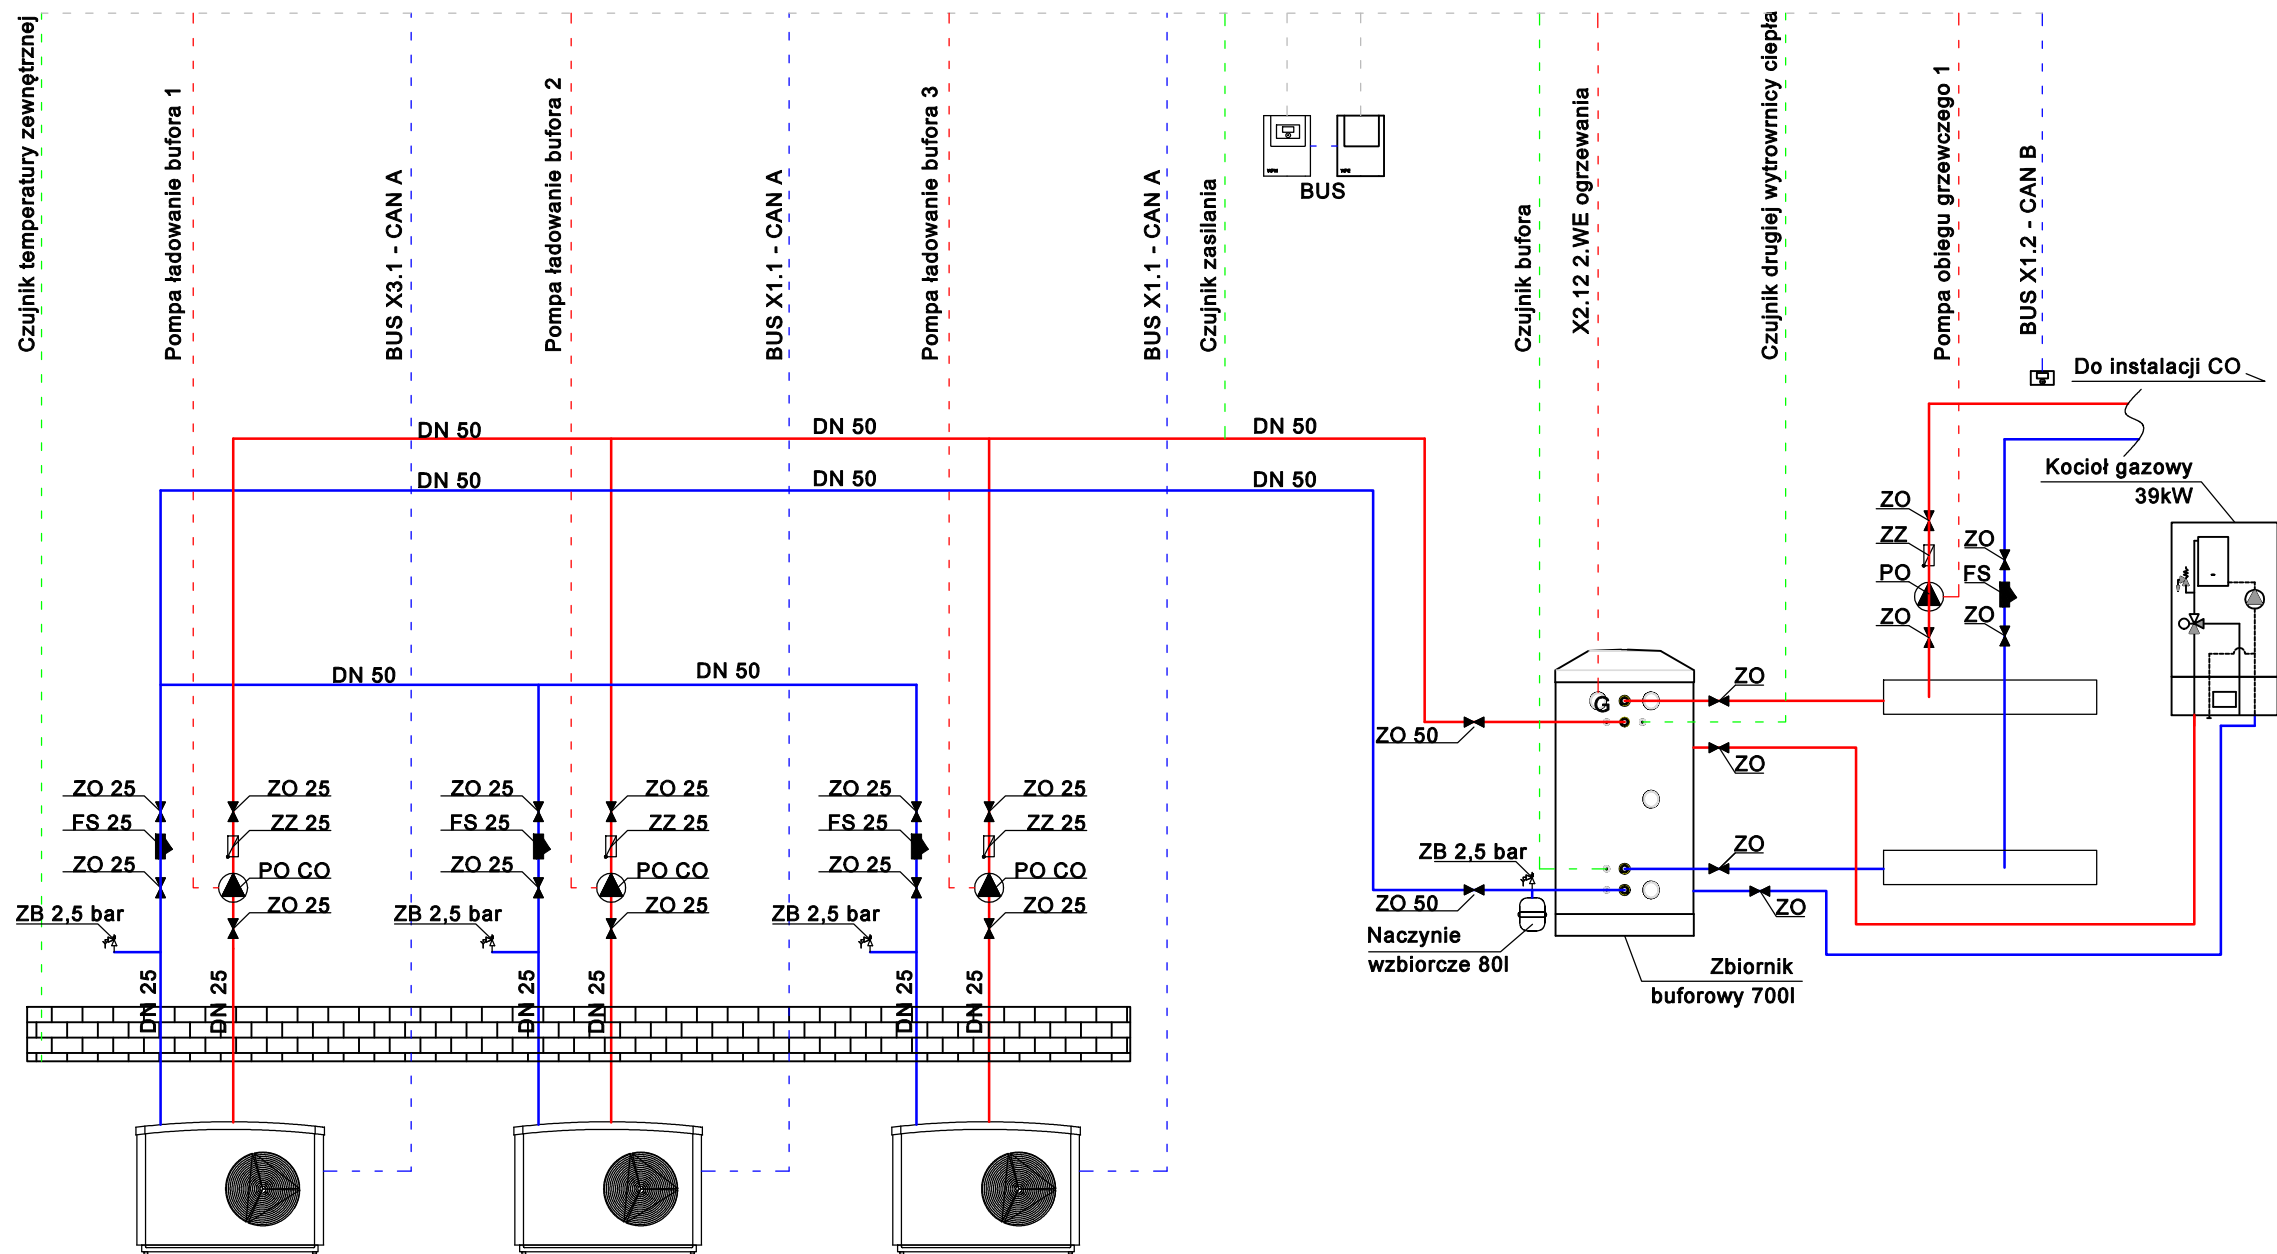 Czujnik temperatury zewnętrznej
Pompa ładowanie bufora 1
BUS X3.1 - CAN A
Pompa ładowanie bufora 2
BUS X1.1 - CAN A
Pompa ładowanie bufora 3
BUS X1.1 - CAN A
Czujnik zasilania
BUS
Czujnik bufora
X2.12 2.WE ogrzewania
Czujnik drugiej wytrownnicy ciepła
Pompa obiegu grzewczego 1
BUS X1.2 - CAN B
Do instalacji CO
DN 50
DN 50
DN 50
DN 50
DN 50
DN 50
Kocioł gazowy
39kW
ZO
ZZ
PO
ZO
ZO
FS
ZO
DN 50
DN 50
G
ZO
ZO 50
ZO
ZO 25
ZO 25
ZO 25
ZO 25
ZO 25
ZO 25
FS 25
ZZ 25
FS 25
ZZ 25
FS 25
ZZ 25
ZO 25
PO CO
ZO 25
PO CO
ZO 25
PO CO
ZO 25
ZO 25
ZO 25
ZB 2,5 bar
ZB 2,5 bar
ZB 2,5 bar
ZB 2,5 bar
ZO
ZO 50
ZO
Naczynie
wzbiorcze 80l
Zbiornik
buforowy 700l
DN 25
DN 25
DN 25
DN 25
DN 25
DN 25